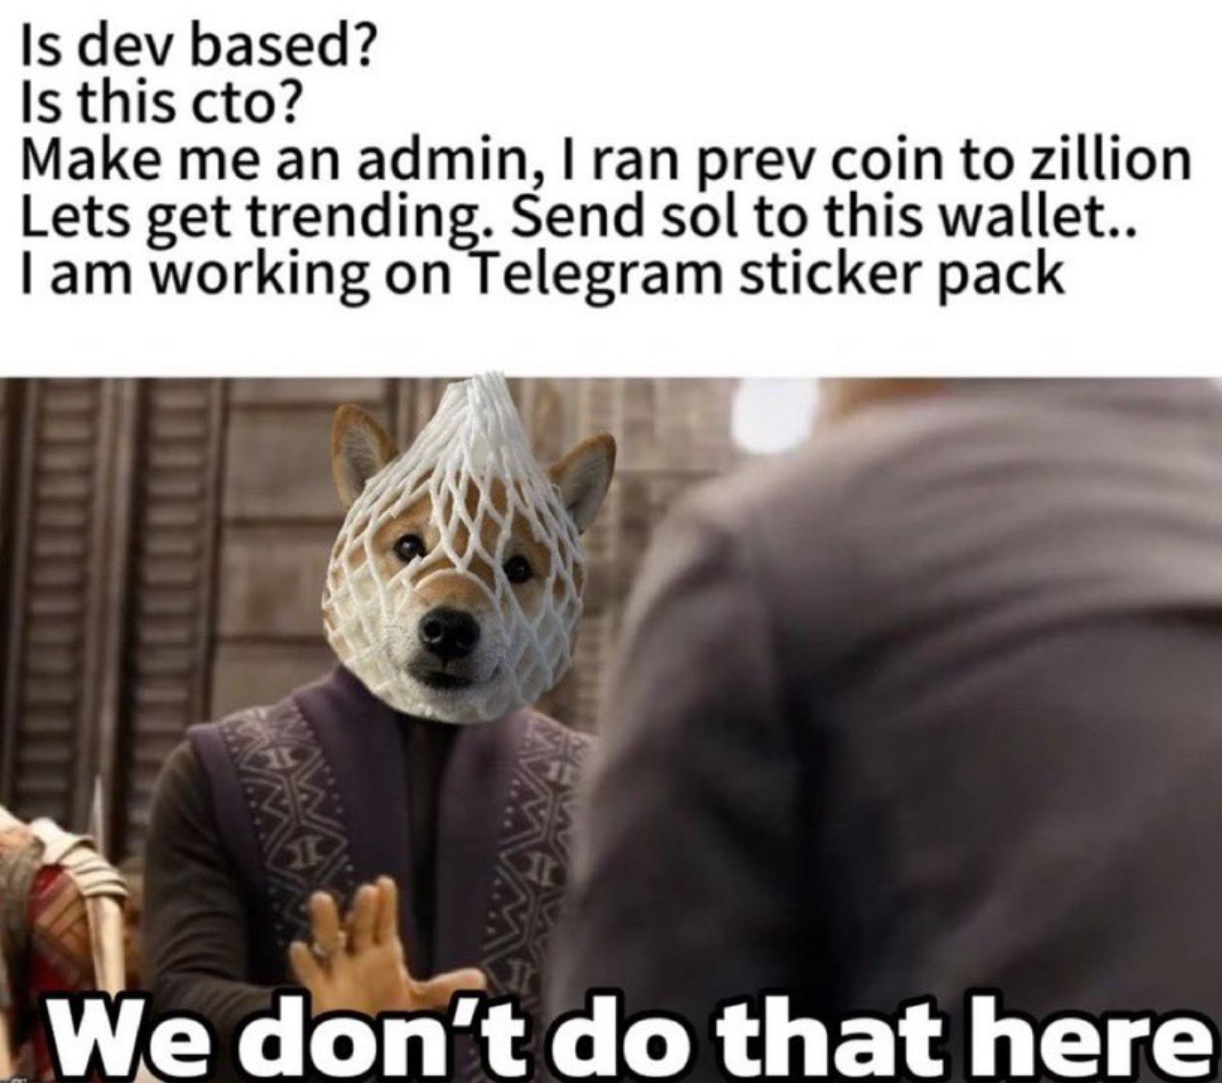 Is dev based?
Is this cto?
Make me an admin, I ran prev coin to zillion
Lets get trending. Send sol to this wallet..
I am working on Telegram sticker pack
We don't do that here